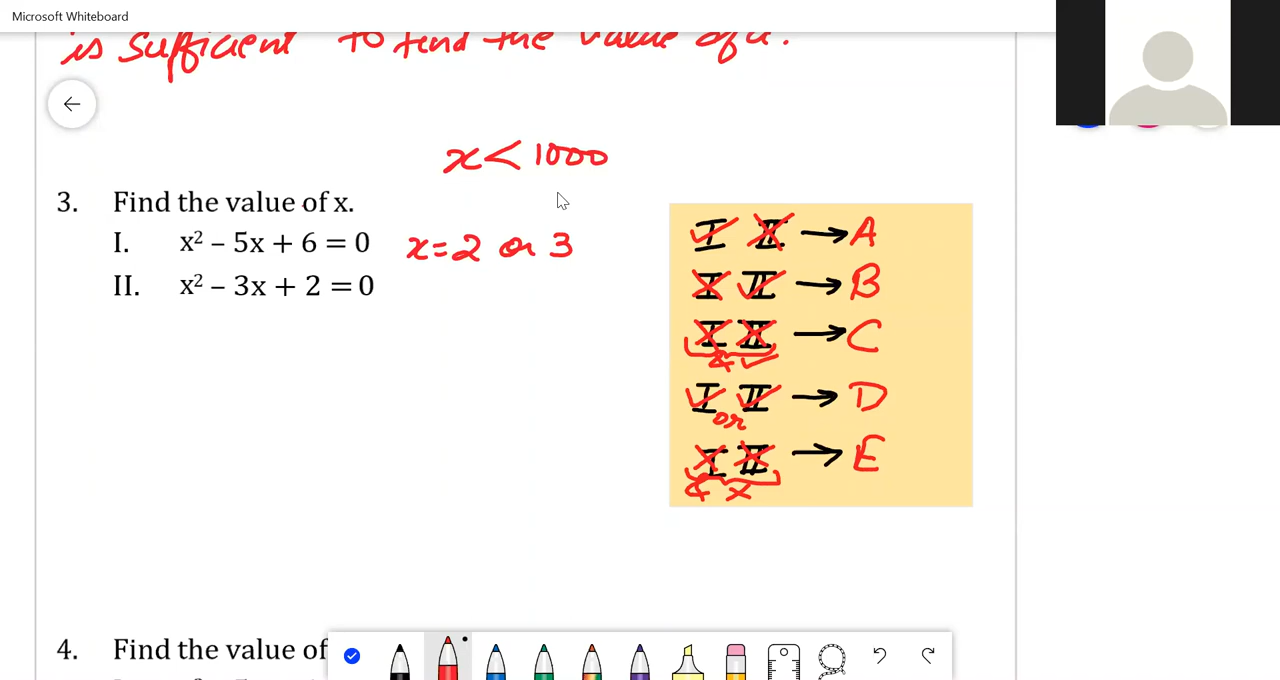 Microsoft Whiteboard
is sufficient to find the value of x.
x < 1000
3. Find the value of x.
I. x² – 5x + 6 = 0 x = 2 or 3
II. x² – 3x + 2 = 0
I II → A
I II → B
I II → C
& ✓
I II → D
or
I II → E
& ×
4. Find the value of